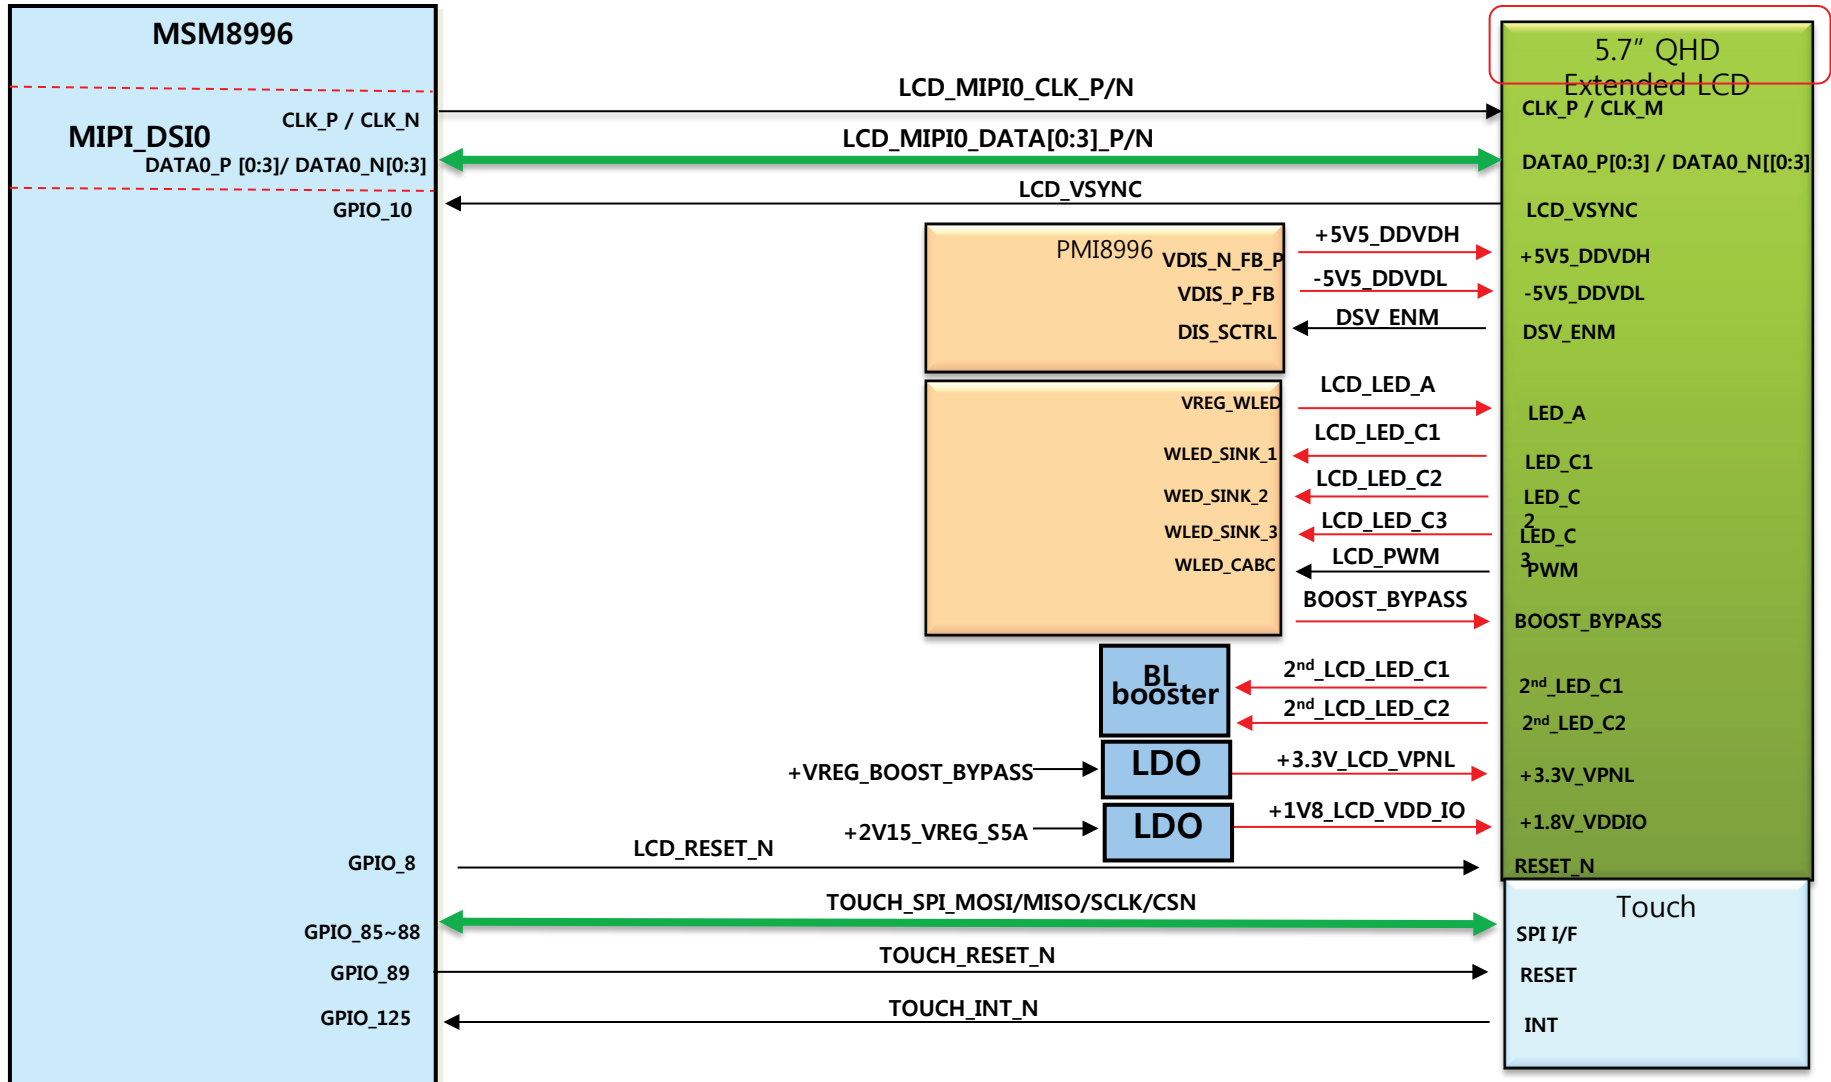 MSM8996
5.7” QHD
Extended LCD
LCD_MIPI0_CLK_P/N
CLK_P / CLK_N
CLK_P / CLK_M
MIPI_DSI0
LCD_MIPI0_DATA[0:3]_P/N
DATA0_P [0:3]/ DATA0_N[0:3]
DATA0_P[0:3] / DATA0_N[[0:3]
LCD_VSYNC
GPIO_10
LCD_VSYNC
PMI8996
+5V5_DDVDH
VDIS_N_FB_P
+5V5_DDVDH
-5V5_DDVDL
VDIS_P_FB
-5V5_DDVDL
DSV_ENM
DIS_SCTRL
DSV_ENM
LCD_LED_A
VREG_WLED
LED_A
LCD_LED_C1
WLED_SINK_1
LED_C1
LCD_LED_C2
WED_SINK_2
LED_C
2
LCD_LED_C3
WLED_SINK_3
LED_C
3
LCD_PWM
WLED_CABC
PWM
BOOST_BYPASS
BOOST_BYPASS
BL
booster
2nd_LCD_LED_C1
2nd_LED_C1
2nd_LCD_LED_C2
2nd_LED_C2
+VREG_BOOST_BYPASS
LDO
+3.3V_LCD_VPNL
+3.3V_VPNL
+2V15_VREG_S5A
LDO
+1V8_LCD_VDD_IO
+1.8V_VDDIO
LCD_RESET_N
GPIO_8
RESET_N
Touch
TOUCH_SPI_MOSI/MISO/SCLK/CSN
GPIO_85~88
SPI I/F
TOUCH_RESET_N
GPIO_89
RESET
TOUCH_INT_N
GPIO_125
INT